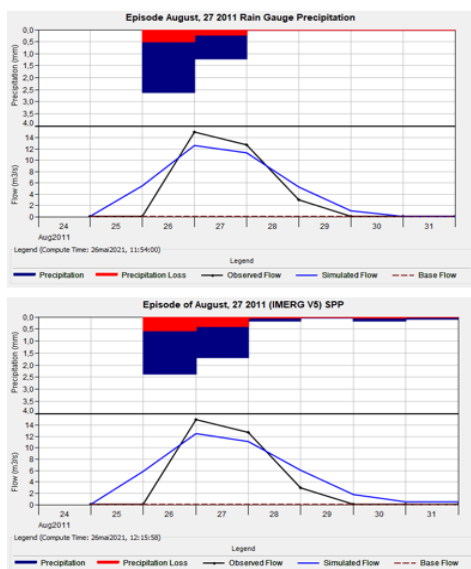 Episode August, 27 2011 Rain Gauge Precipitation
Precipitation (mm)
0,0
0,5
1,0
1,5
2,0
2,5
3,0
3,5
4,0
Flow (m3/s)
14
12
10
8
6
4
2
0
24 25 26 27 28 29 30 31
Aug2011
Legend (Compute Time: 26mai2021, 11:54:00)
Legend
Precipitation Precipitation Loss Observed Flow Simulated Flow Base Flow
Episode of August, 27 2011 (IMERG V5) SPP
Precipitation (mm)
0,0
0,5
1,0
1,5
2,0
2,5
3,0
3,5
4,0
Flow (m3/s)
14
12
10
8
6
4
2
0
24 25 26 27 28 29 30 31
Aug2011
Legend (Compute Time: 26mai2021, 12:15:58)
Legend
Precipitation Precipitation Loss Observed Flow Simulated Flow Base Flow